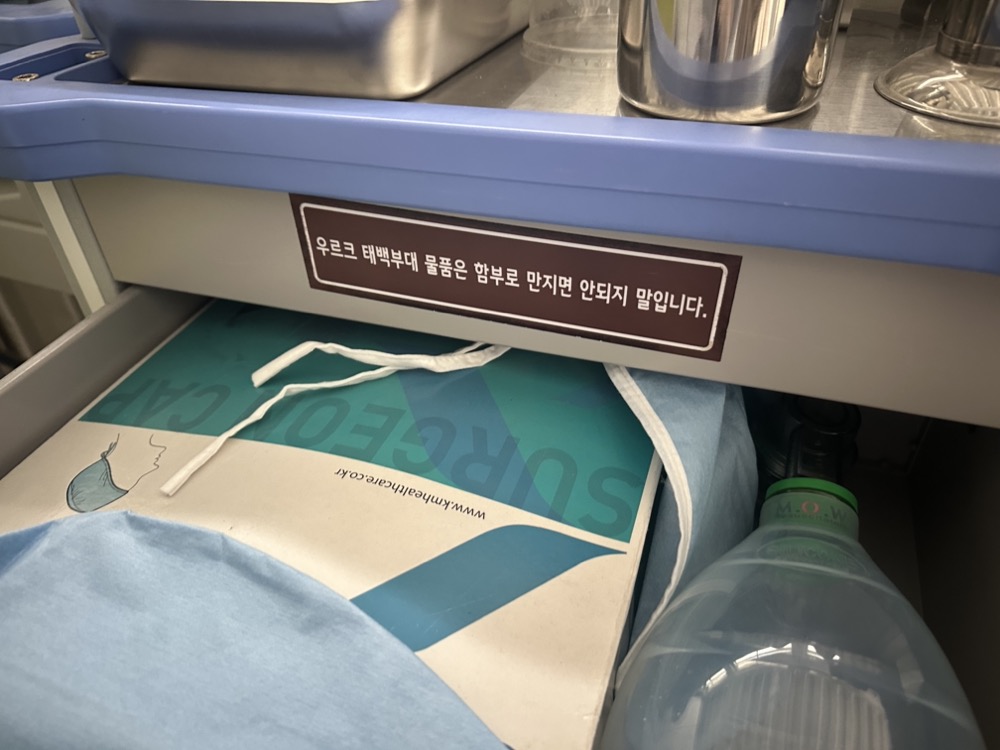 우르크 태백부대 물품은 함부로 만지면 안되지 말입니다.
SURGEON CAP
www.kmhealthcare.co.kr
M.O.W